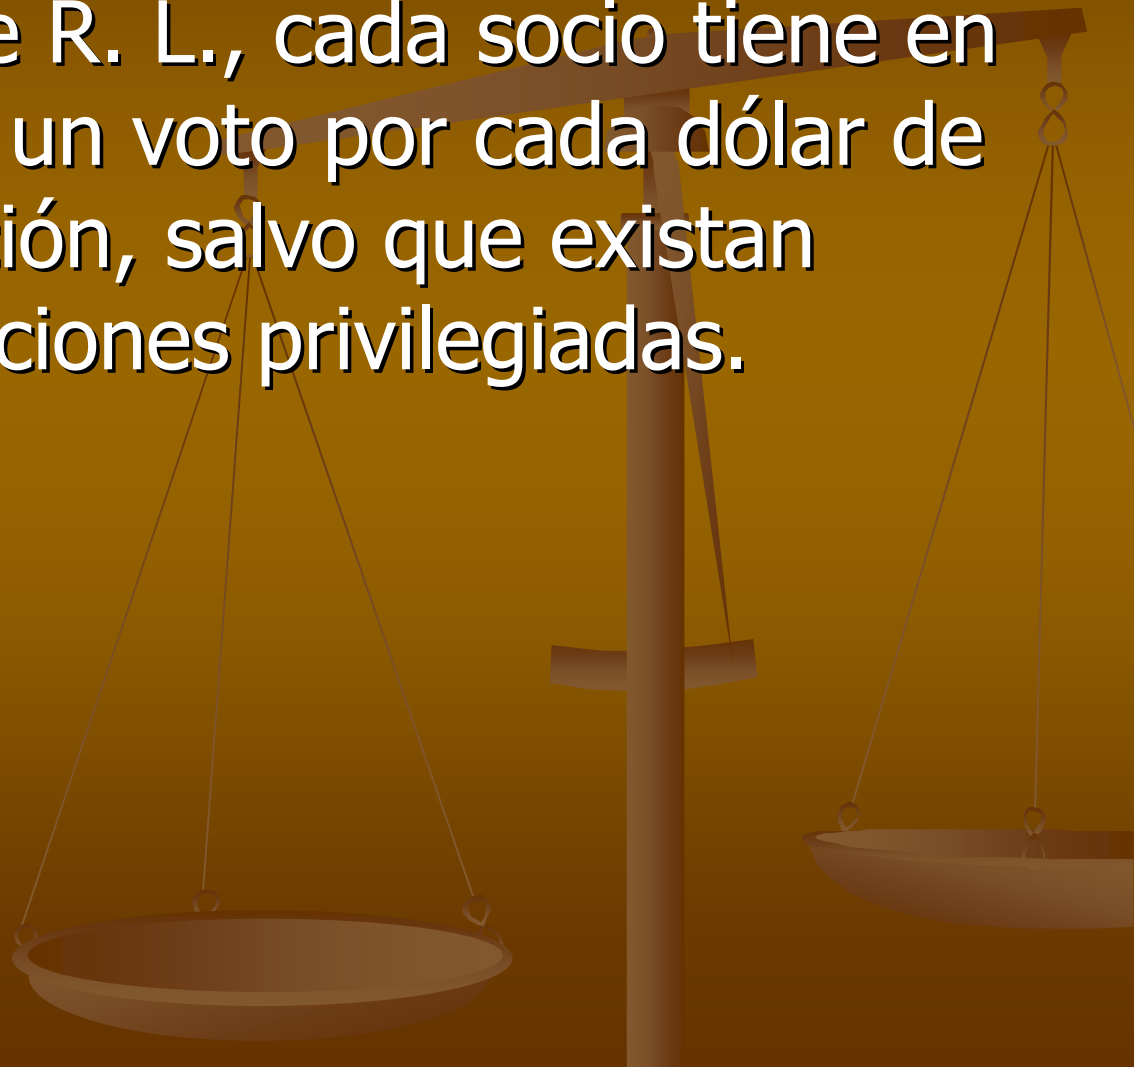 e R. L., cada socio tiene en
un voto por cada dólar de
ión, salvo que existan
ciones privilegiadas.